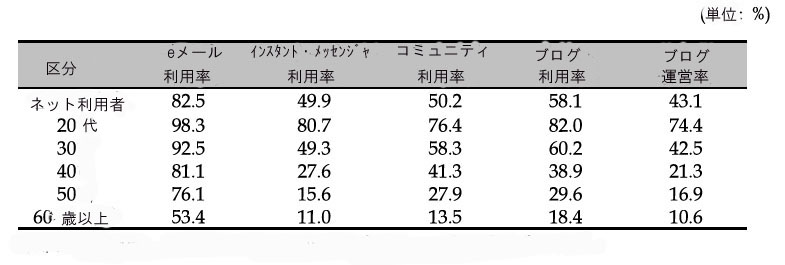 (単位: %)
区分 eメール利用率 ｲﾝｽﾀﾝﾄ・ﾒｯｾﾝｼﾞｬ利用率 コミュニティ利用率 ブログ利用率 ブログ運営率
ネット利用者 82.5 49.9 50.2 58.1 43.1
20 代 98.3 80.7 76.4 82.0 74.4
30 92.5 49.3 58.3 60.2 42.5
40 81.1 27.6 41.3 38.9 21.3
50 76.1 15.6 27.9 29.6 16.9
60 歳以上 53.4 11.0 13.5 18.4 10.6